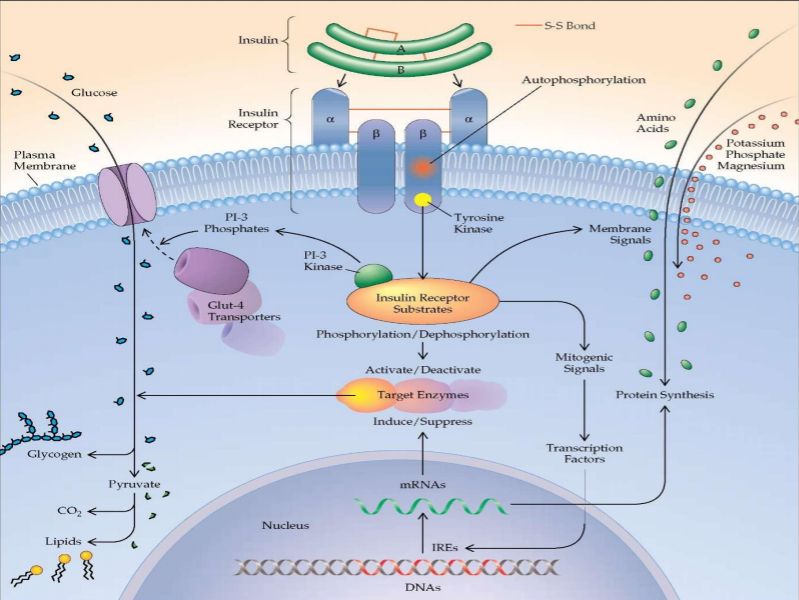 S-S Bond
Insulin
A
B
Autophosphorylation
Glucose
Insulin
Receptor
α
α
β
β
Amino
Acids
Potassium
Phosphate
Magnesium
Plasma
Membrane
PI-3
Phosphates
Tyrosine
Kinase
Membrane
Signals
PI-3
Kinase
Insulin Receptor
Substrates
Glut-4
Transporters
Phosphorylation/Dephosphorylation
Mitogenic
Signals
Activate/Deactivate
Target Enzymes
Protein Synthesis
Induce/Suppress
Glycogen
Transcription
Factors
Pyruvate
mRNAs
CO₂
Nucleus
Lipids
IREs
DNAs